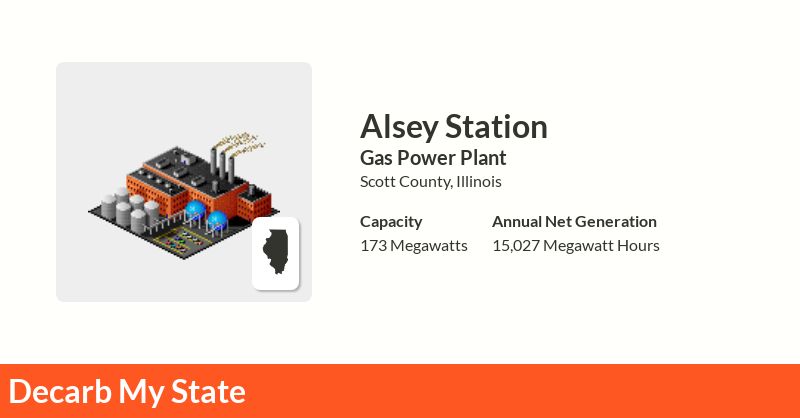 Alsey Station
Gas Power Plant
Scott County, Illinois
Capacity
173 Megawatts
Annual Net Generation
15,027 Megawatt Hours
Decarb My State